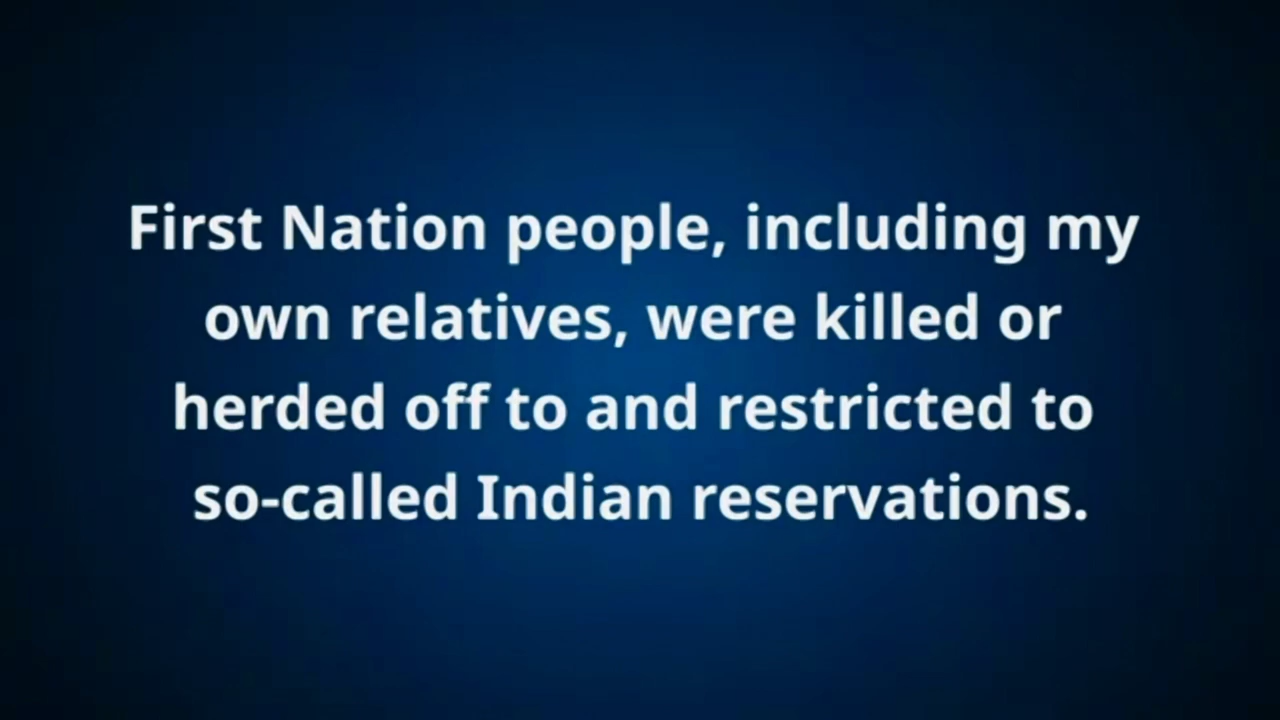 First Nation people, including my
own relatives, were killed or
herded off to and restricted to
so-called Indian reservations.